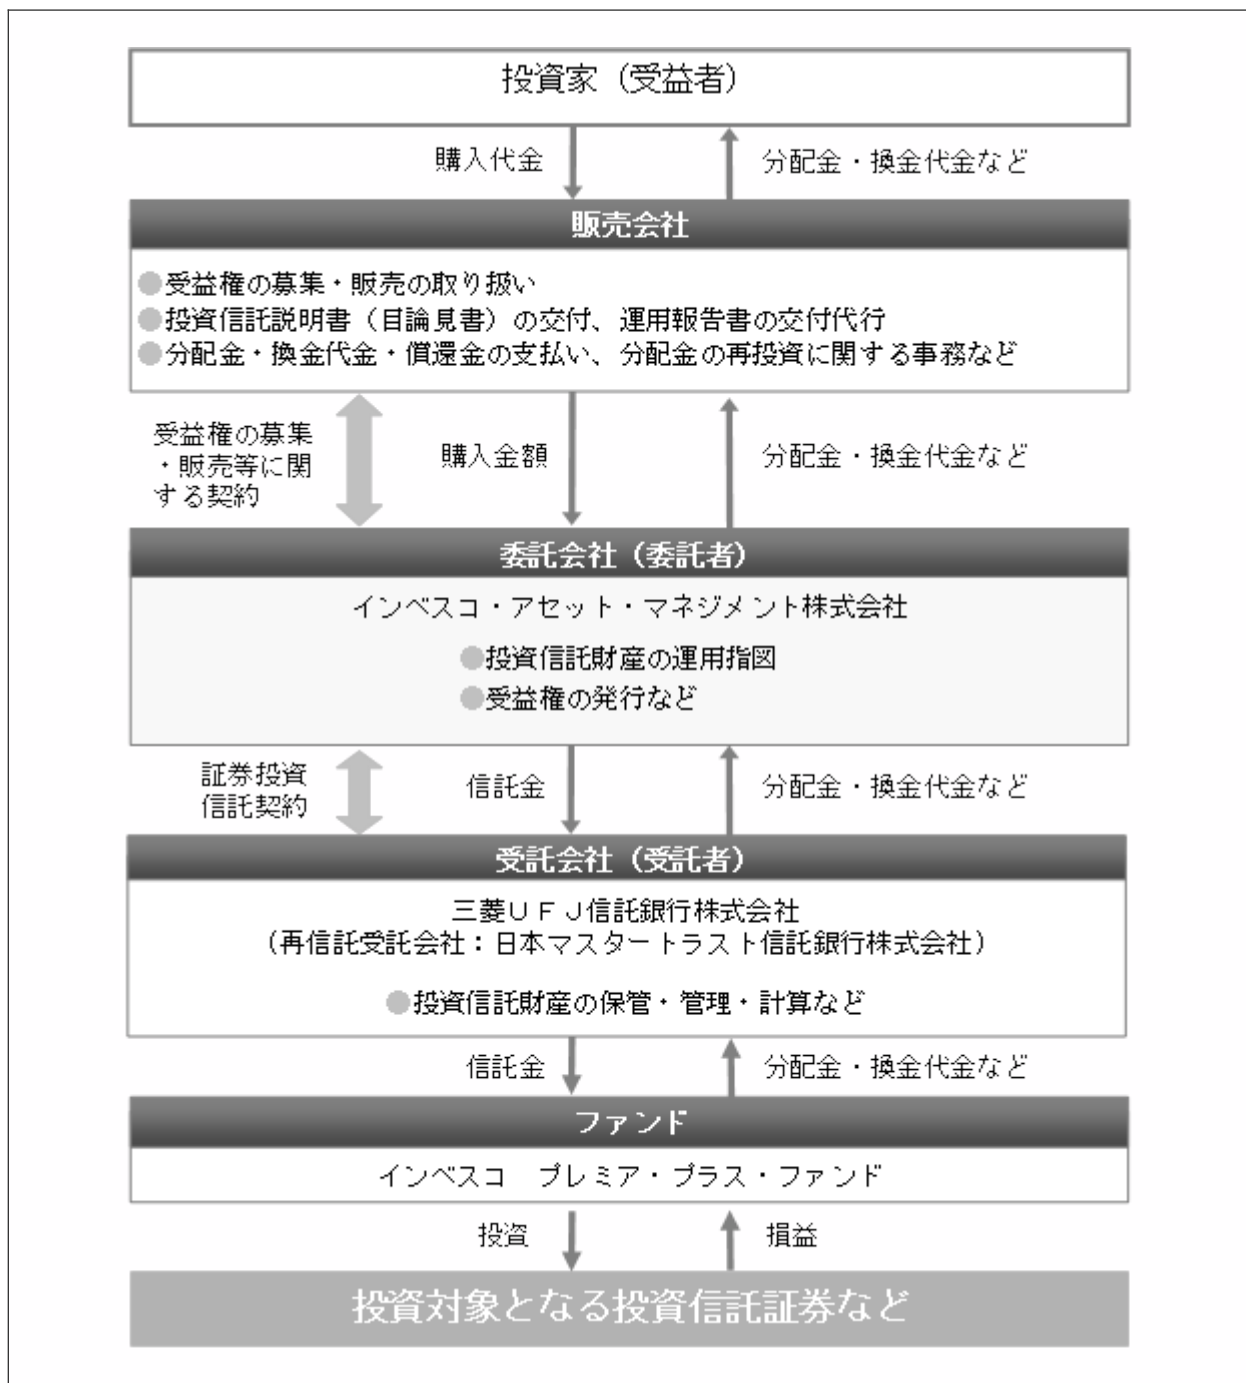 投資家（受益者）
購入代金
分配金・換金代金など
販売会社
●受益権の募集・販売の取り扱い
●投資信託説明書（目論見書）の交付、運用報告書の交付代行
●分配金・換金代金・償還金の支払い、分配金の再投資に関する事務など
受益権の募集
・販売等に関
する契約
購入金額
分配金・換金代金など
委託会社（委託者）
インベスコ・アセット・マネジメント株式会社
●投資信託財産の運用指図
●受益権の発行など
証券投資
信託契約
信託金
分配金・換金代金など
受託会社（受託者）
三菱ＵＦＪ信託銀行株式会社
（再信託受託会社：日本マスタートラスト信託銀行株式会社）
●投資信託財産の保管・管理・計算など
信託金
分配金・換金代金など
ファンド
インベスコ　プレミア・プラス・ファンド
投資
損益
投資対象となる投資信託証券など